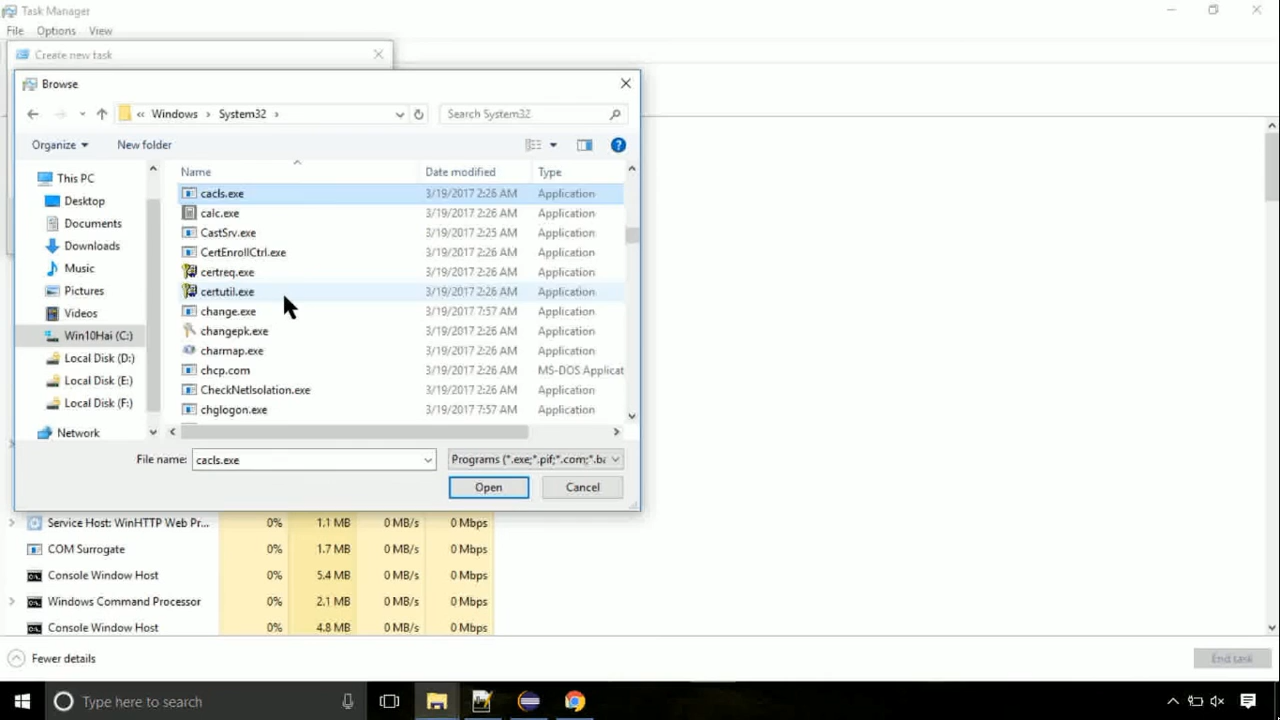 Task Manager
File Options View
Create new task
Browse
« Windows › System32 ›
Search System32
Organize New folder
Name Date modified Type
This PC
Desktop
Documents
Downloads
Music
Pictures
Videos
Win10Hai (C:)
Local Disk (D:)
Local Disk (E:)
Local Disk (F:)
Network
cacls.exe 3/19/2017 2:26 AM Application
calc.exe 3/19/2017 2:26 AM Application
CastSrv.exe 3/19/2017 2:25 AM Application
CertEnrollCtrl.exe 3/19/2017 2:26 AM Application
certreq.exe 3/19/2017 2:26 AM Application
certutil.exe 3/19/2017 2:26 AM Application
change.exe 3/19/2017 7:57 AM Application
changepk.exe 3/19/2017 2:26 AM Application
charmap.exe 3/19/2017 2:26 AM Application
chcp.com 3/19/2017 2:26 AM MS-DOS Applicat
CheckNetIsolation.exe 3/19/2017 2:26 AM Application
chglogon.exe 3/19/2017 7:57 AM Application
File name: cacls.exe Programs (*.exe;*.pif;*.com;*.ba
Open Cancel
Service Host: WinHTTP Web Pr... 0% 1.1 MB 0 MB/s 0 Mbps
COM Surrogate 0% 1.7 MB 0 MB/s 0 Mbps
Console Window Host 0% 5.4 MB 0 MB/s 0 Mbps
Windows Command Processor 0% 2.1 MB 0 MB/s 0 Mbps
Console Window Host 0% 4.8 MB 0 MB/s 0 Mbps
Fewer details
End task
Type here to search